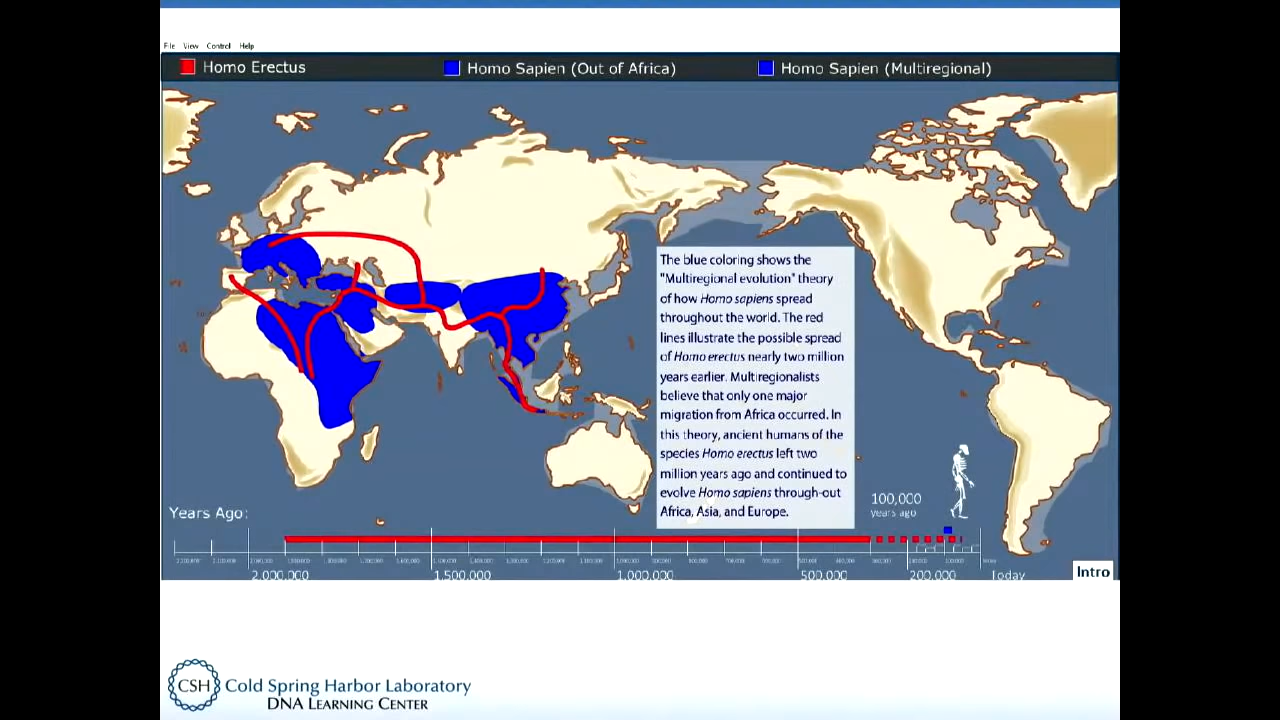 File View Control Help
Homo Erectus
Homo Sapien (Out of Africa)
Homo Sapien (Multiregional)
The blue coloring shows the
"Multiregional evolution" theory
of how Homo sapiens spread
throughout the world. The red
lines illustrate the possible spread
of Homo erectus nearly two million
years earlier. Multiregionalists
believe that only one major
migration from Africa occurred. In
this theory, ancient humans of the
species Homo erectus left two
million years ago and continued to
evolve Homo sapiens through-out
Africa, Asia, and Europe.
100,000
years ago
Years Ago:
2,000,000 1,500,000 1,000,000 500,000 200,000 Today
Intro
CSH
Cold Spring Harbor Laboratory
DNA LEARNING CENTER